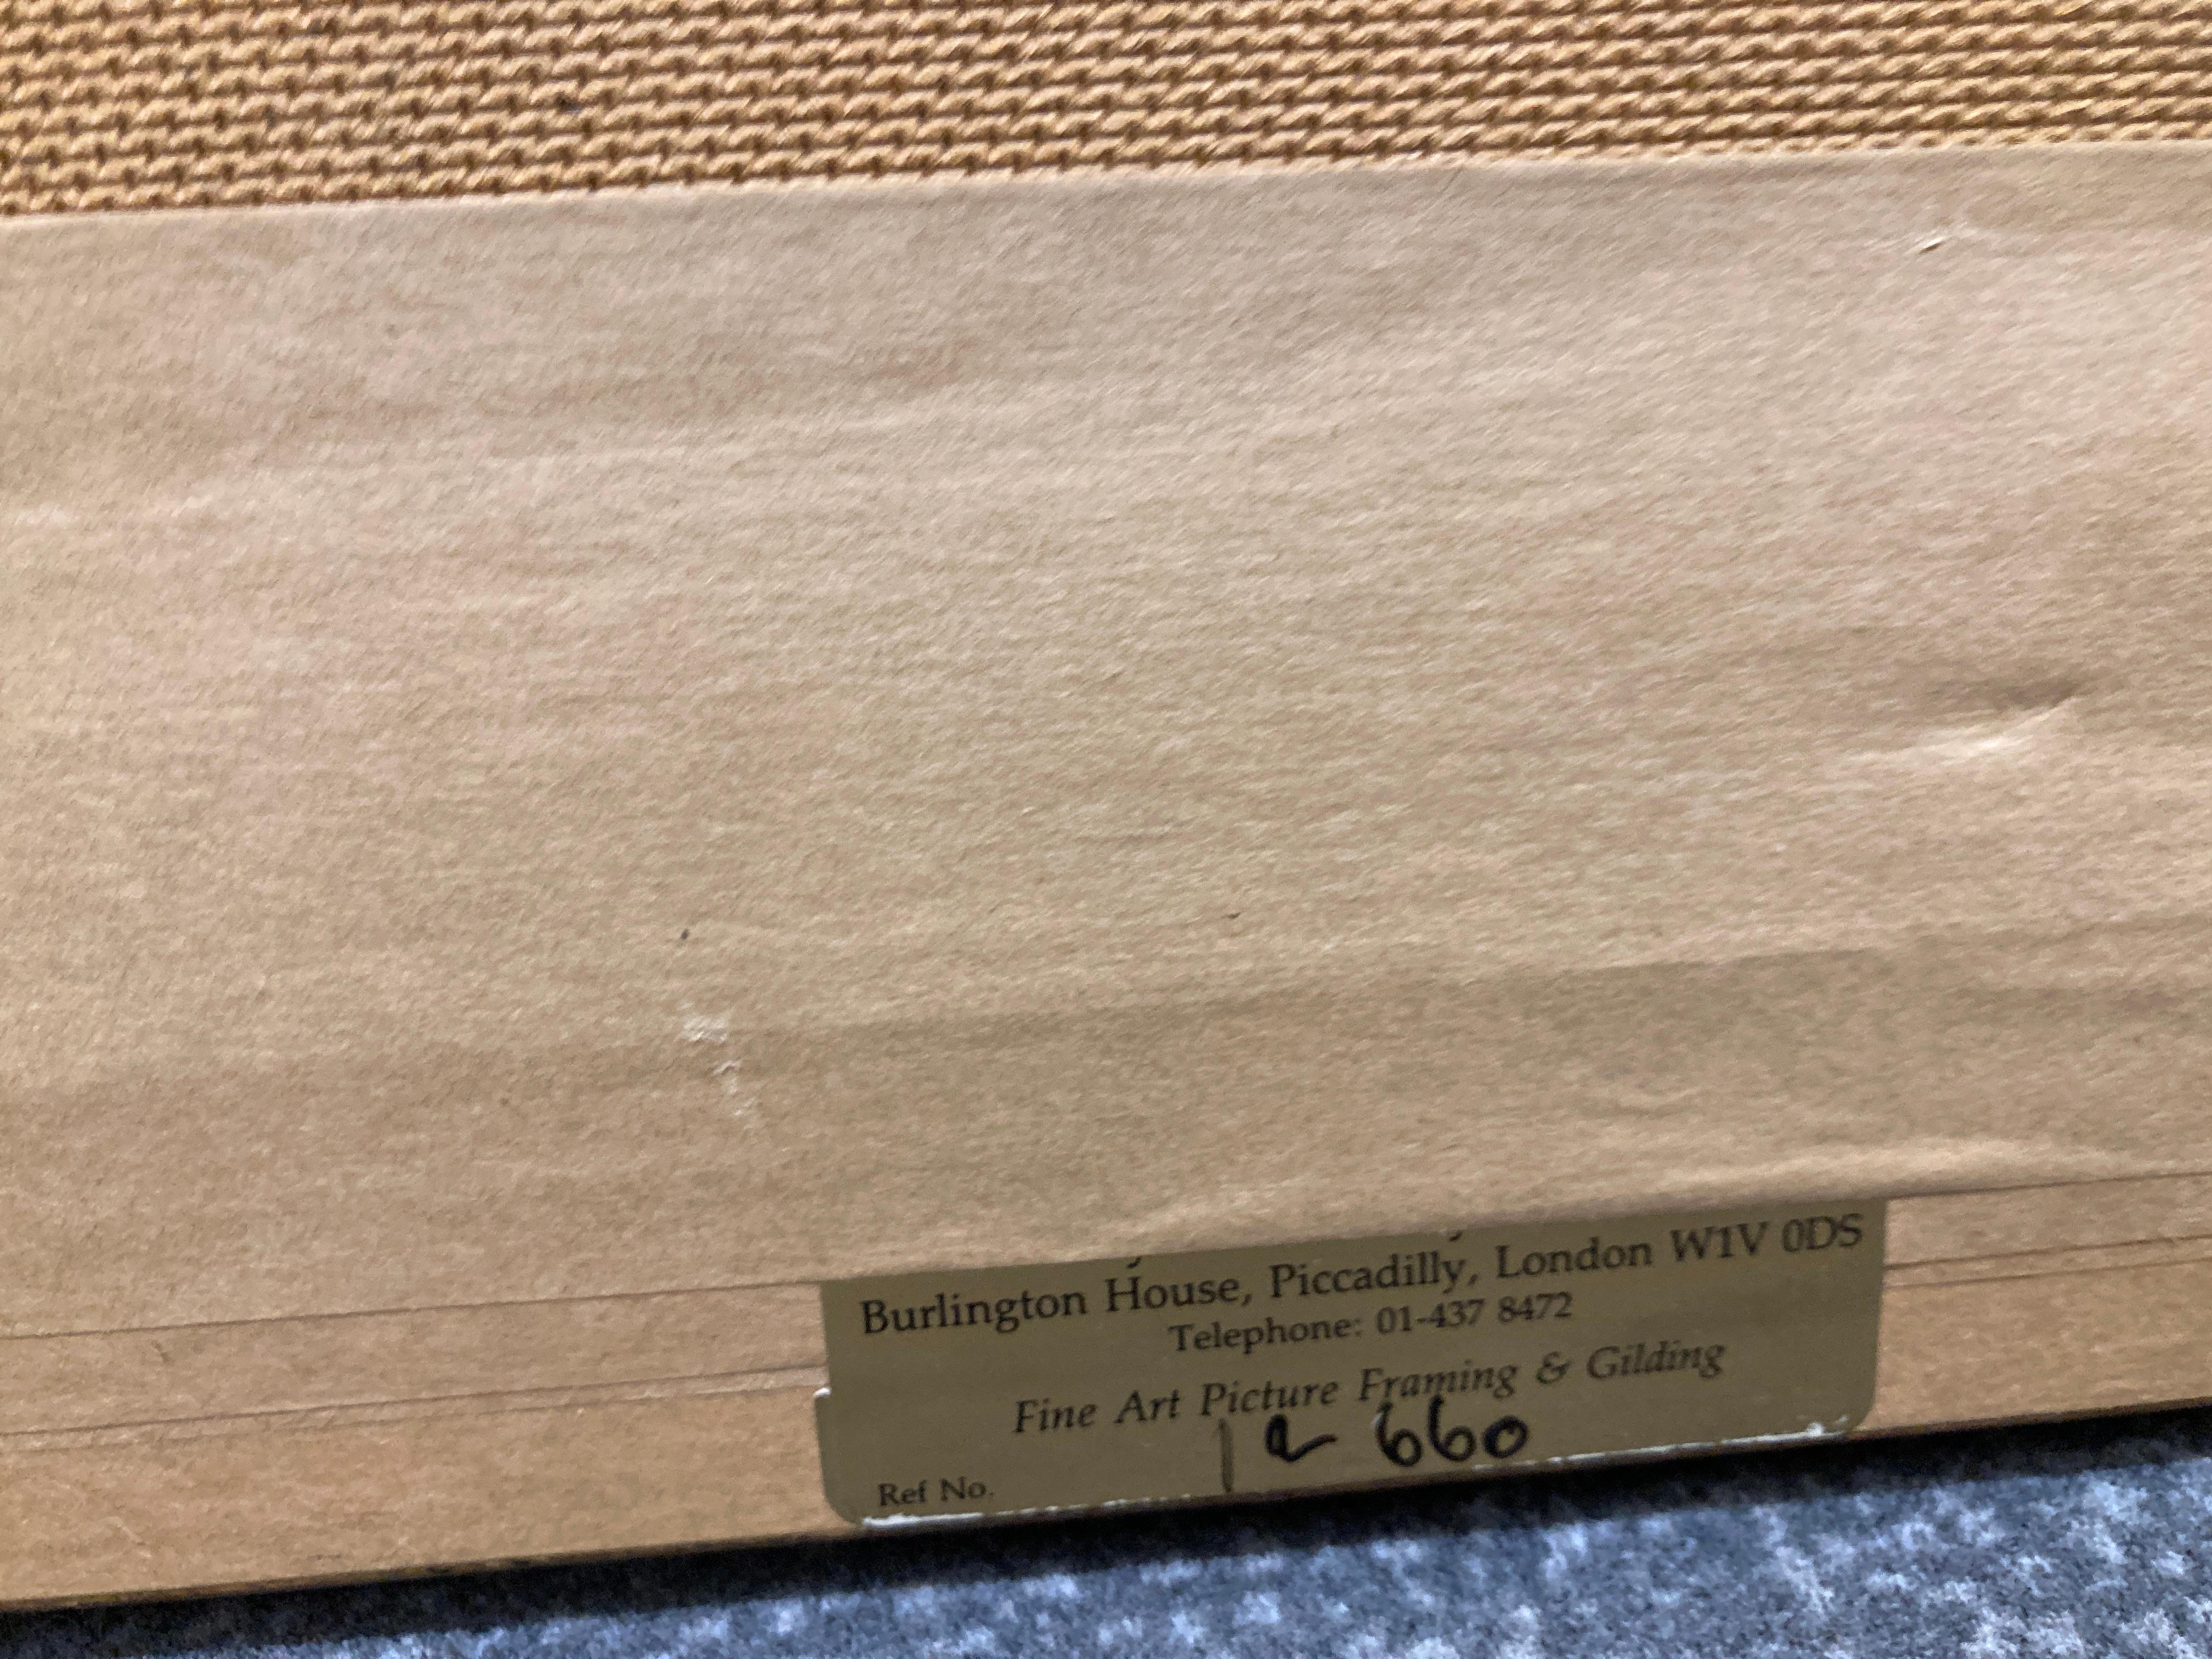 Burlington House, Piccadilly, London W1V 0DS
Telephone: 01-437 8472
Fine Art Picture Framing & Gilding
660
Ref No.